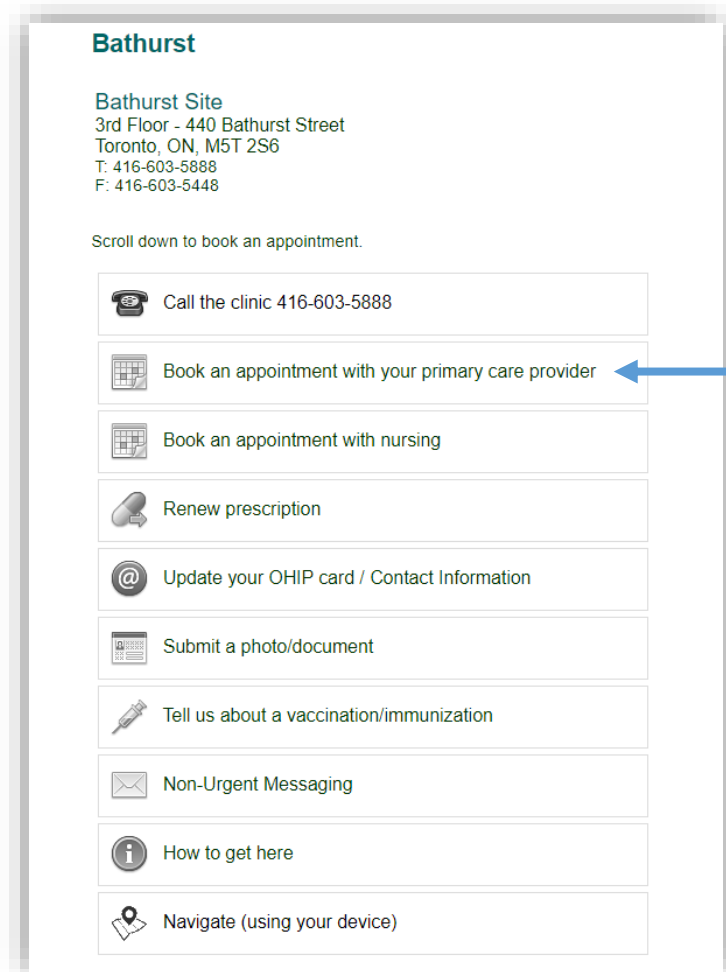 Bathurst
Bathurst Site
3rd Floor - 440 Bathurst Street
Toronto, ON, M5T 2S6
T: 416-603-5888
F: 416-603-5448
Scroll down to book an appointment.
Call the clinic 416-603-5888
Book an appointment with your primary care provider
Book an appointment with nursing
Renew prescription
Update your OHIP card / Contact Information
Submit a photo/document
Tell us about a vaccination/immunization
Non-Urgent Messaging
How to get here
Navigate (using your device)